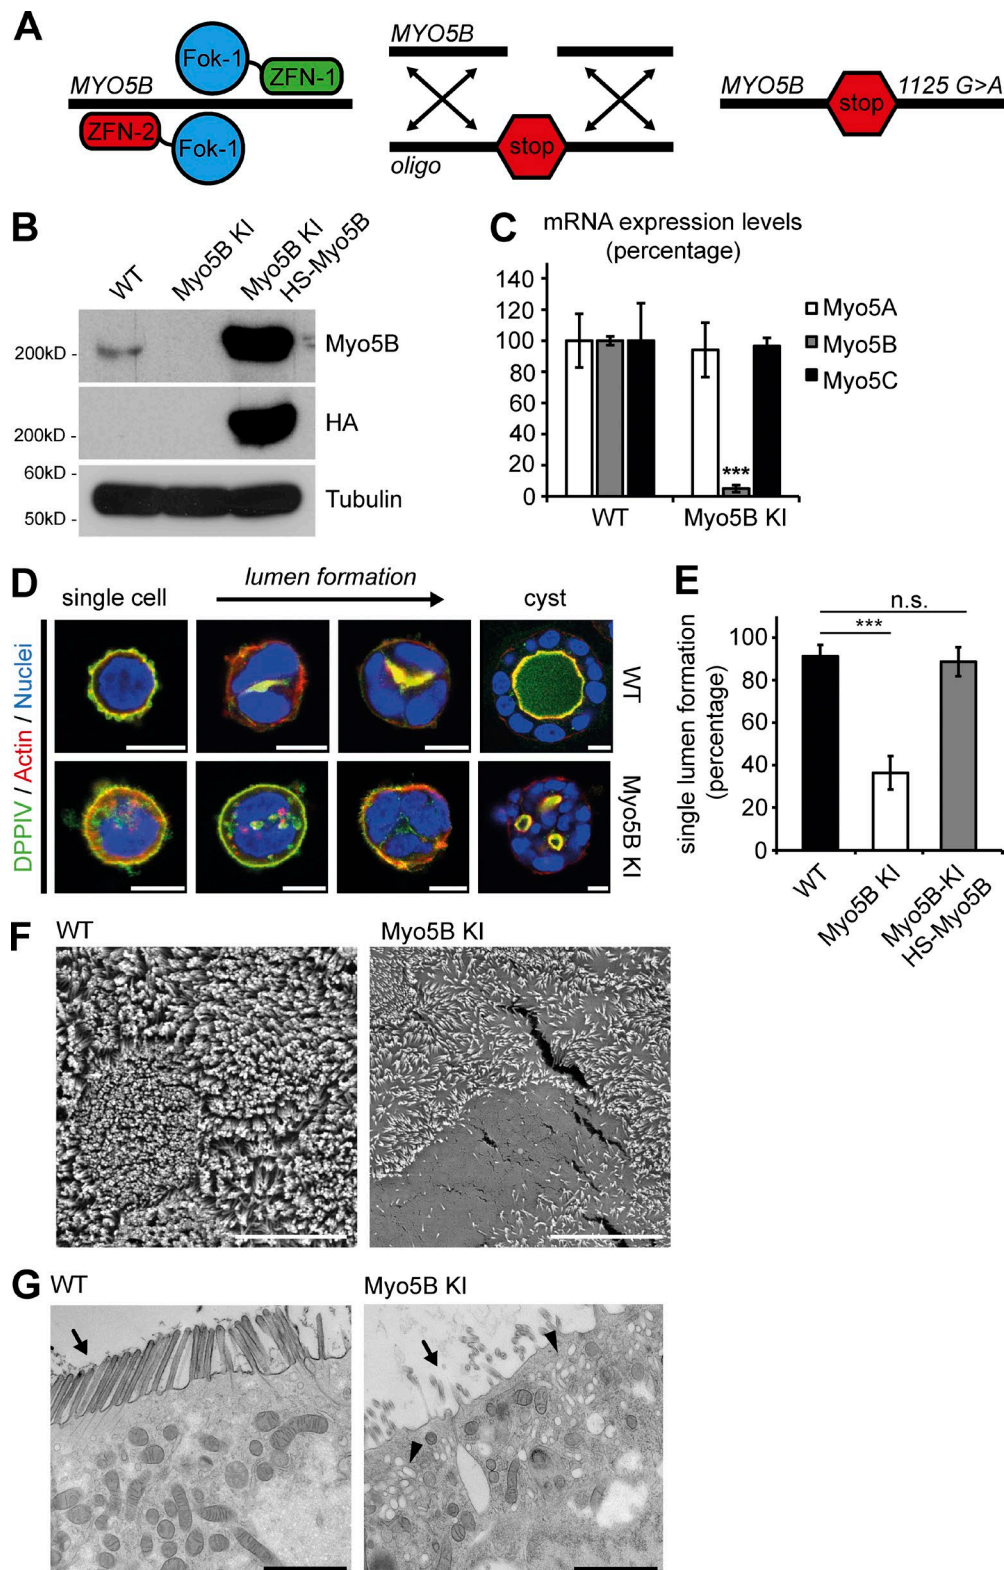 A
MYOB5
Fok-1
ZFN-1
ZFN-2
Fok-1
MYO5B
oligo
stop
MYO5B
stop
1125 G>A
B
WT
Myo5B KI
Myo5B KI
HS-Myo5B
200kD -
Myo5B
200kD -
HA
60kD -
50kD -
Tubulin
C
mRNA expression levels
(percentage)
140
120
100
80
60
40
20
0
***
WT
Myo5B KI
Myo5A
Myo5B
Myo5C
D
single cell
lumen formation
cyst
DPPIV / Actin / Nuclei
WT
Myo5B KI
E
single lumen formation
(percentage)
100
80
60
40
20
0
n.s.
***
WT
Myo5B KI
Myo5B-KI
HS-Myo5B
F
WT
Myo5B KI
G
WT
Myo5B KI